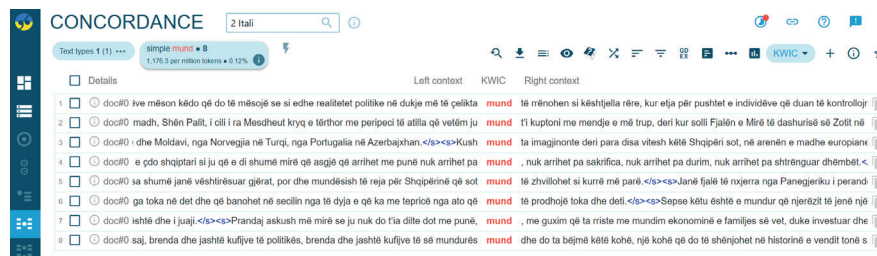 CONCORDANCE 2 Itali
Text types 1 (1) ••• simple mund • 8
1,176.3 per million tokens • 0.12%
KWIC
Details Left context KWIC Right context
1 doc#0 ëve mëson këdo që do të mësojë se si edhe realitetet politike në dukje më të çelikta mund të rrënohen si kështjella rëre, kur etja për pushtet e individëve që duan të kontrollojr
2 doc#0 madh, Shën Palit, i cili i ra Mesdheut kryq e tërthor me peripeci të atilla që vetëm ju mund t'i kuptoni me mendje e më trup, deri kur solli Fjalën e Mirë të dashurisë së Zotit në
3 doc#0 dhe Moldavi, nga Norvegjia në Turqi, nga Portugalia në Azerbajxhan.</s><s>Kush mund ta imagjinonte deri para disa vitesh këtë Shqipëri sot, në arenën e madhe europiane
4 doc#0 e çdo shqiptari si ju që e di shumë mirë që asgjë që arrihet me punë nuk arrihet pa mund , nuk arrihet pa sakrifica, nuk arrihet pa durim, nuk arrihet pa shtrënguar dhëmbët.<
5 doc#0 sa shumë janë vështirësuar gjërat, por dhe mundësish të reja për Shqipërinë që sot mund të zhvillohet si kurrë më parë.</s><s>Janë fjalë të nxjerra nga Panegjeriku i perand
6 doc#0 ga toka në det dhe që banohet në secilin nga të dyja e që ka me tepricë nga ato që mund të prodhojë toka dhe deti.</s><s>Sepse këtu është e mundur që njerëzit të jenë një
7 doc#0 ishtë dhe i juaji.</s><s>Prandaj askush më mirë se ju nuk do t'ia dilte dot me punë, mund , me guxim që ta rriste me mundim ekonominë e familjes së vet, duke investuar dhe
8 doc#0 saj, brenda dhe jashtë kufijve të politikës, brenda dhe jashtë kufijve të së mundurës mund dhe do ta bëjmë këtë kohë, një kohë që do të shënjohet në historinë e vendit tonë s